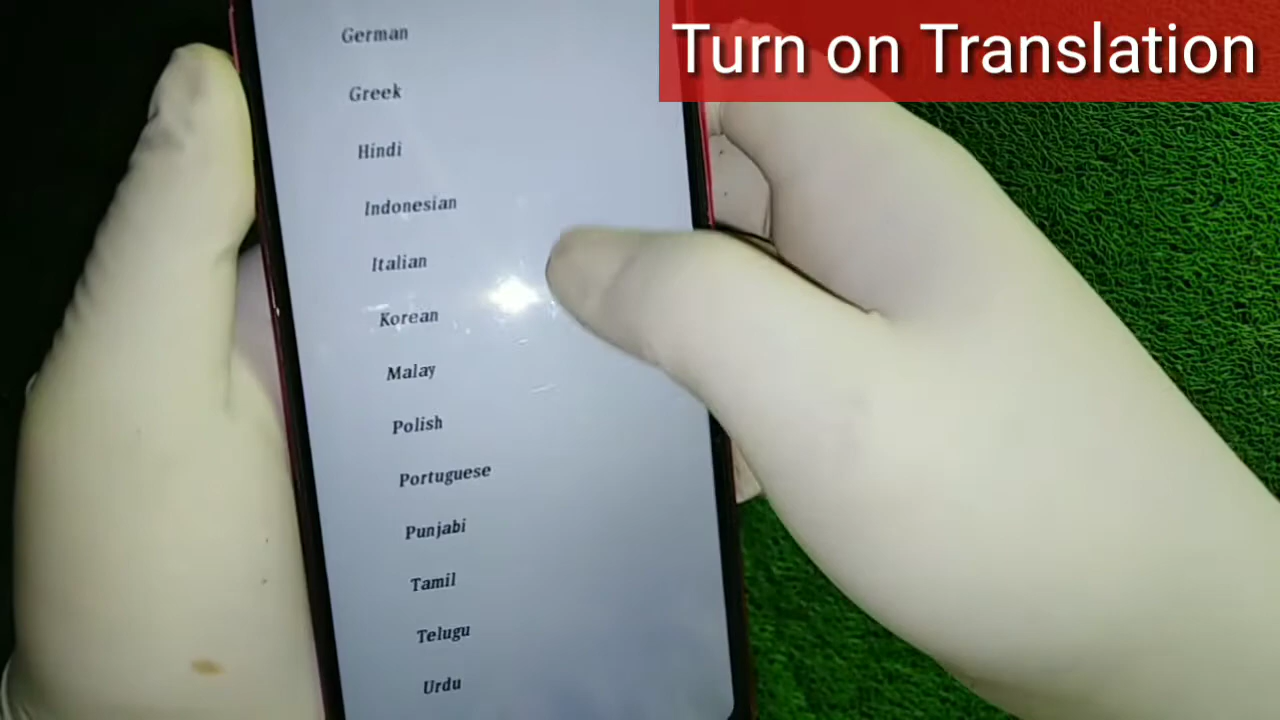 Turn on Translation
German
Greek
Hindi
Indonesian
Italian
Korean
Malay
Polish
Portuguese
Punjabi
Tamil
Telugu
Urdu